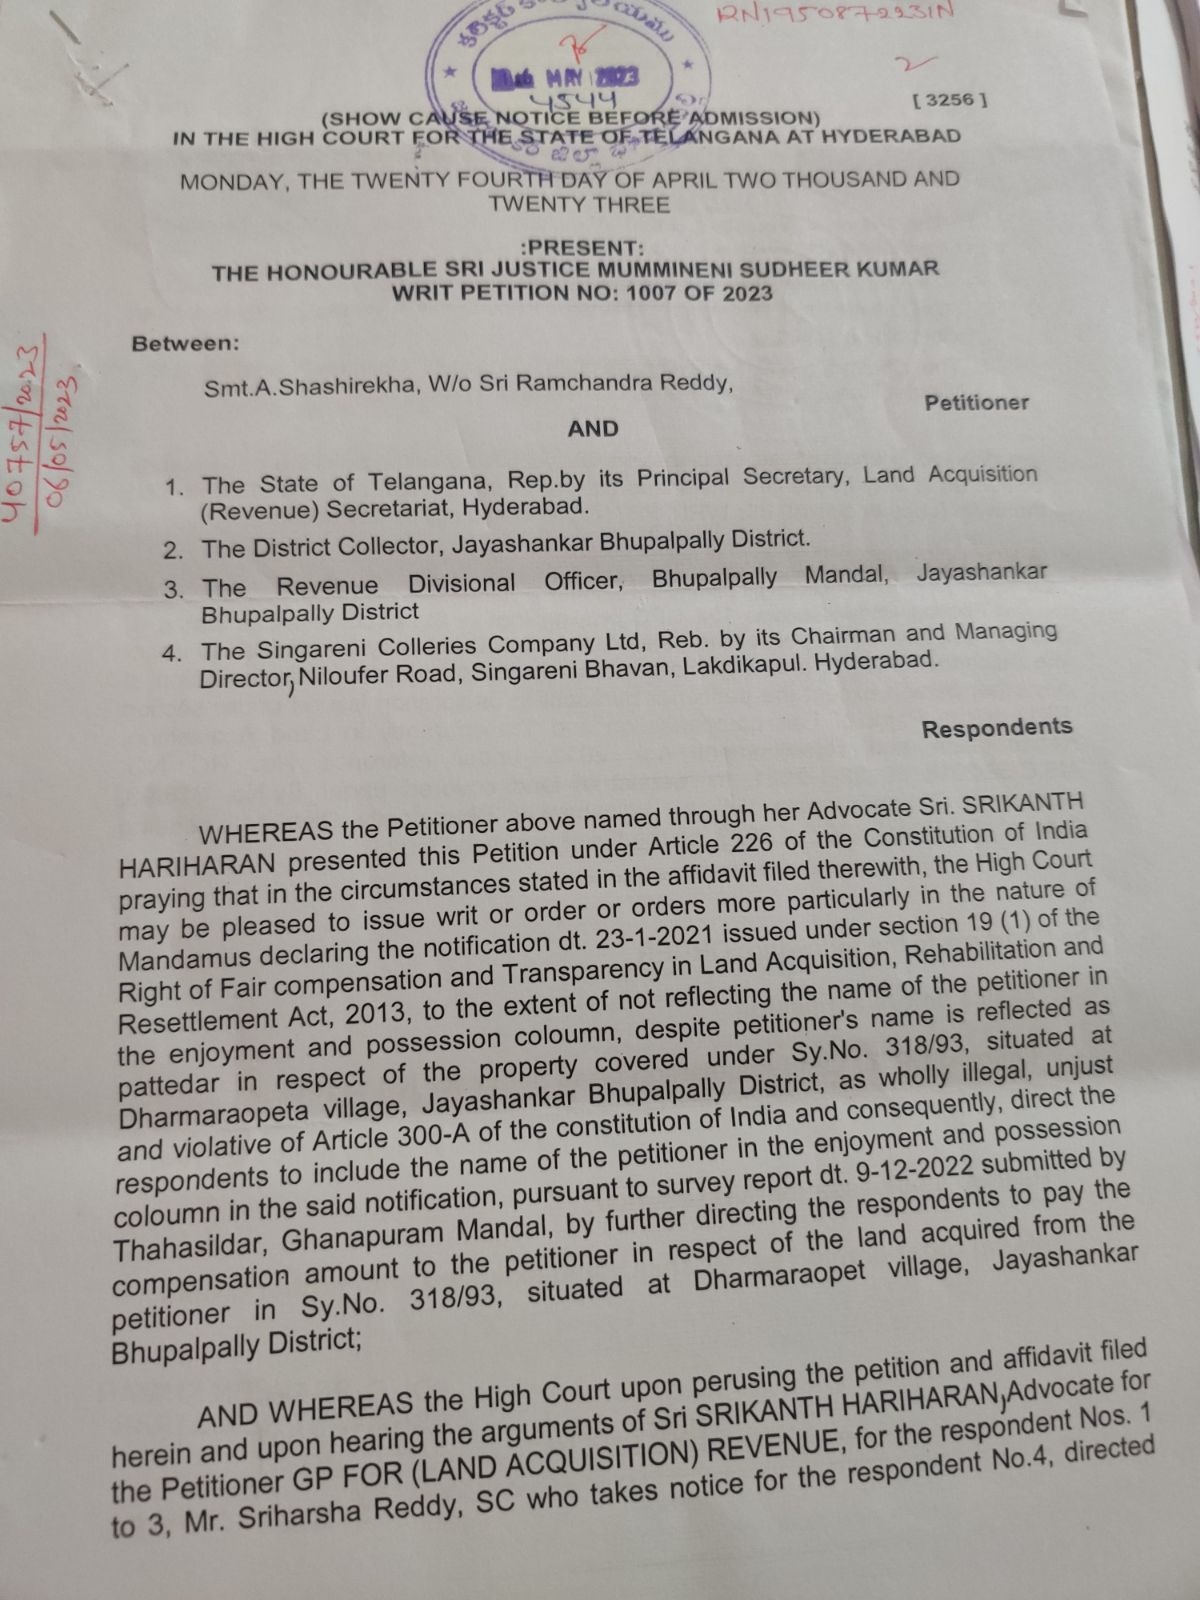 RN195087223IN
కలెక్టర్
MAY 2023
4544
2
[ 3256 ]
(SHOW CAUSE NOTICE BEFORE ADMISSION)
IN THE HIGH COURT FOR THE STATE OF TELANGANA AT HYDERABAD
MONDAY, THE TWENTY FOURTH DAY OF APRIL TWO THOUSAND AND
TWENTY THREE
:PRESENT:
THE HONOURABLE SRI JUSTICE MUMMINENI SUDHEER KUMAR
WRIT PETITION NO: 1007 OF 2023
40757/2023
06/05/2023
Between:
Smt.A.Shashirekha, W/o Sri Ramchandra Reddy,
Petitioner
AND
1. The State of Telangana, Rep.by its Principal Secretary, Land Acquisition
(Revenue) Secretariat, Hyderabad.
2. The District Collector, Jayashankar Bhupalpally District.
3. The Revenue Divisional Officer, Bhupalpally Mandal, Jayashankar
Bhupalpally District
4. The Singareni Colleries Company Ltd, Reb. by its Chairman and Managing
Director, Niloufer Road, Singareni Bhavan, Lakdikapul. Hyderabad.
Respondents
WHEREAS the Petitioner above named through her Advocate Sri. SRIKANTH
HARIHARAN presented this Petition under Article 226 of the Constitution of India
praying that in the circumstances stated in the affidavit filed therewith, the High Court
may be pleased to issue writ or order or orders more particularly in the nature of
Mandamus declaring the notification dt. 23-1-2021 issued under section 19 (1) of the
Right of Fair compensation and Transparency in Land Acquisition, Rehabilitation and
Resettlement Act, 2013, to the extent of not reflecting the name of the petitioner in
the enjoyment and possession coloumn, despite petitioner's name is reflected as
pattedar in respect of the property covered under Sy.No. 318/93, situated at
Dharmaraopeta village, Jayashankar Bhupalpally District, as wholly illegal, unjust
and violative of Article 300-A of the constitution of India and consequently, direct the
respondents to include the name of the petitioner in the enjoyment and possession
coloumn in the said notification, pursuant to survey report dt. 9-12-2022 submitted by
Thahasildar, Ghanapuram Mandal, by further directing the respondents to pay the
compensation amount to the petitioner in respect of the land acquired from the
petitioner in Sy.No. 318/93, situated at Dharmaraopet village, Jayashankar
Bhupalpally District;
AND WHEREAS the High Court upon perusing the petition and affidavit filed
herein and upon hearing the arguments of Sri SRIKANTH HARIHARAN, Advocate for
the Petitioner GP FOR (LAND ACQUISITION) REVENUE, for the respondent Nos. 1
to 3, Mr. Sriharsha Reddy, SC who takes notice for the respondent No.4, directed